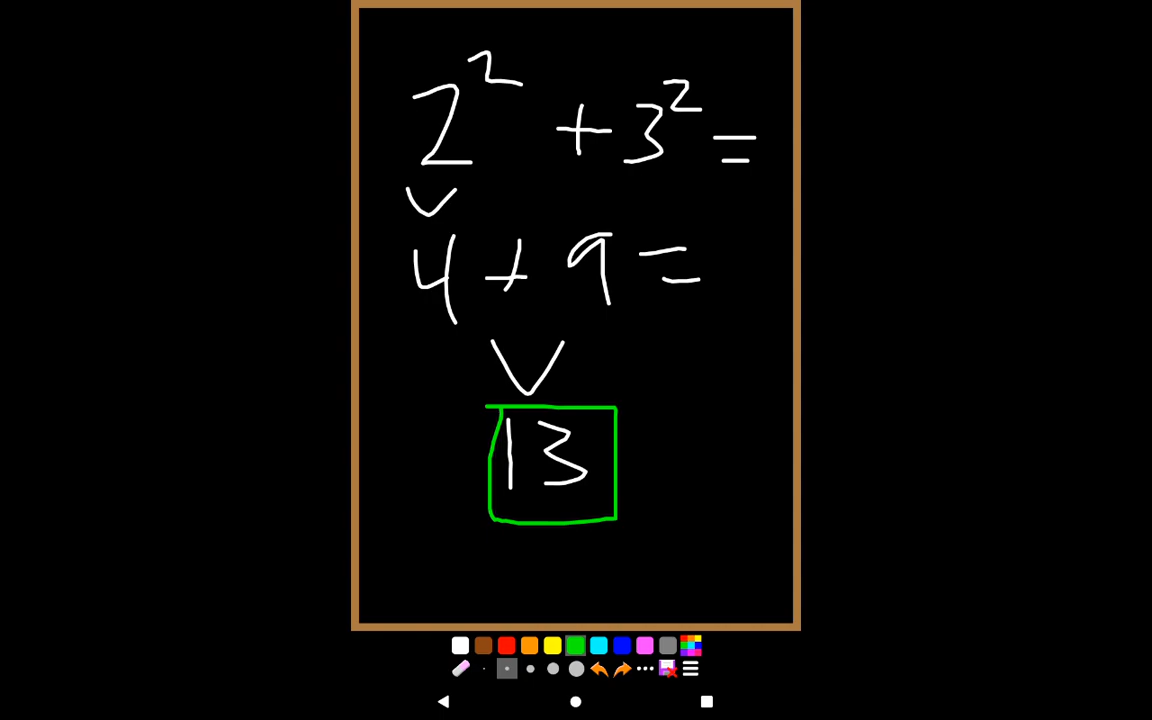 2² + 3² =
4 + 9 =
13